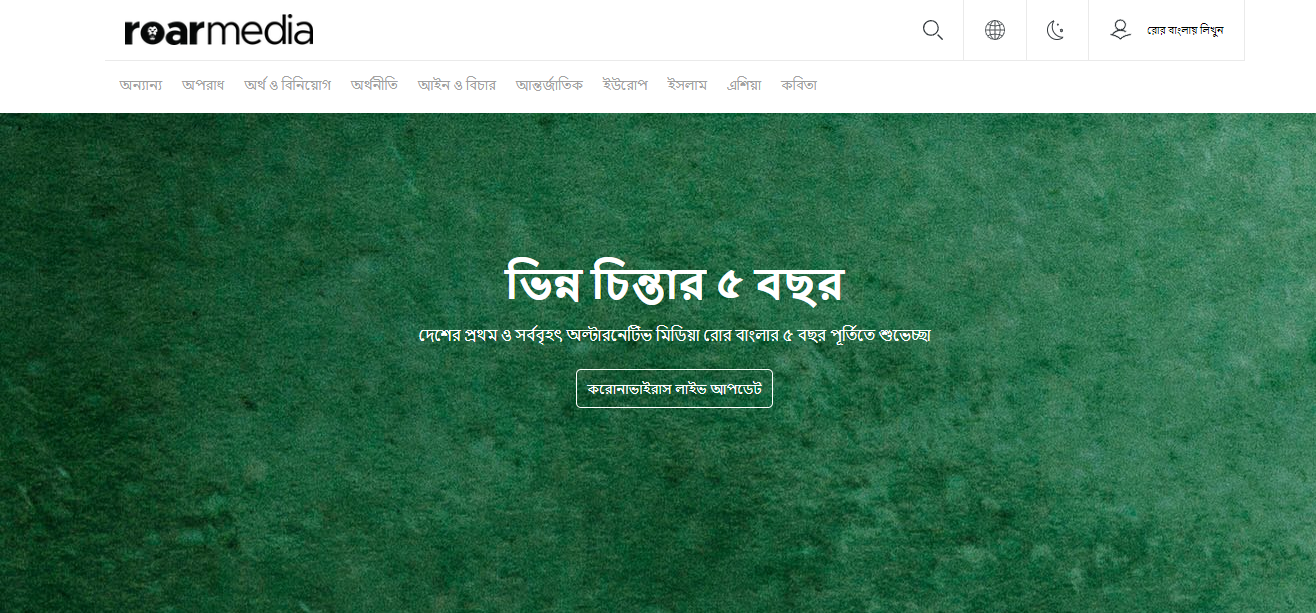 roarmedia
রোর বাংলায় লিখুন
অন্যান্য অপরাধ অর্থ ও বিনিয়োগ অর্থনীতি আইন ও বিচার আন্তর্জাতিক ইউরোপ ইসলাম এশিয়া কবিতা
ভিন্ন চিন্তার ৫ বছর
দেশের প্রথম ও সর্ববৃহৎ অল্টারনেটিভ মিডিয়া রোর বাংলার ৫ বছর পূর্তিতে শুভেচ্ছা
করোনাভাইরাস লাইভ আপডেট